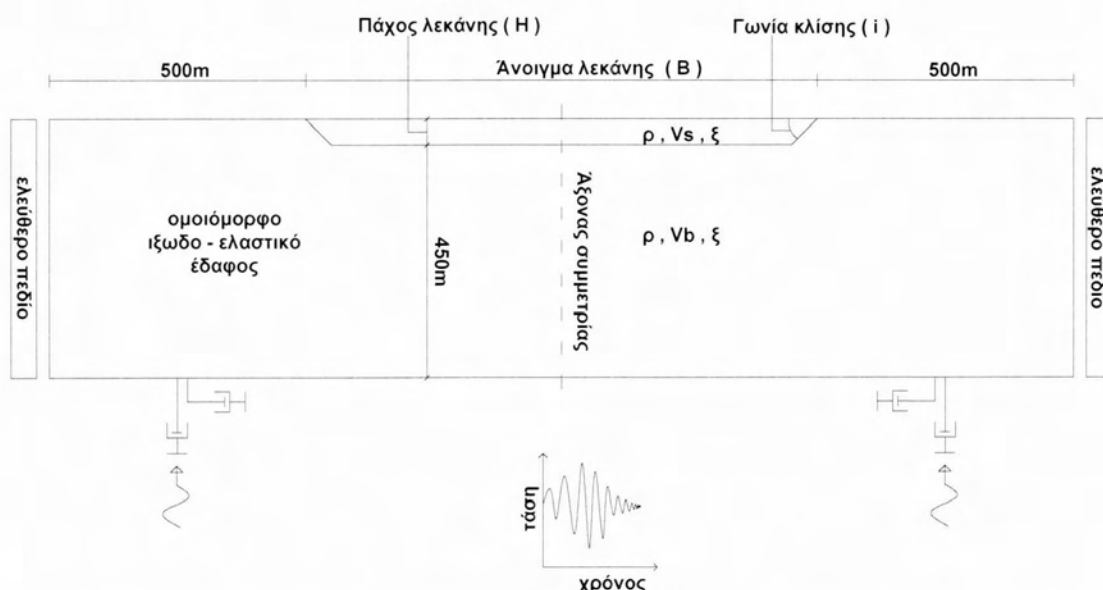 Πάχος λεκάνης ( H )
Γωνία κλίσης ( i )
500m
Άνοιγμα λεκάνης ( B )
500m
ρ , Vs , ξ
ελεύθερο πεδίο
ομοιόμορφο
ιξωδο - ελαστικό
έδαφος
450m
Άξονας συμμετρίας
ρ , Vb , ξ
ελεύθερο πεδίο
τάση
χρόνος